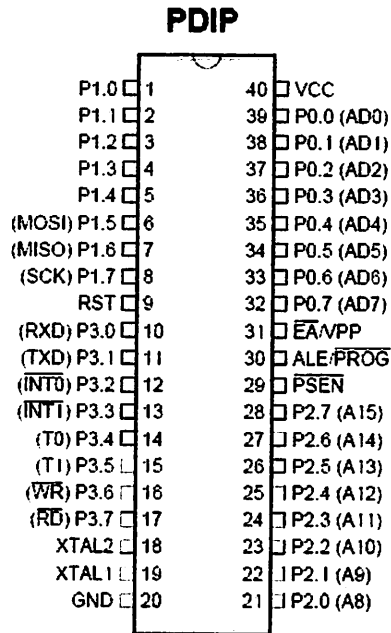 PDIP
P1.0 1 40 VCC
P1.1 2 39 P0.0 (AD0)
P1.2 3 38 P0.1 (AD1)
P1.3 4 37 P0.2 (AD2)
P1.4 5 36 P0.3 (AD3)
(MOSI) P1.5 6 35 P0.4 (AD4)
(MISO) P1.6 7 34 P0.5 (AD5)
(SCK) P1.7 8 33 P0.6 (AD6)
RST 9 32 P0.7 (AD7)
(RXD) P3.0 10 31 E̅A̅/VPP
(TXD) P3.1 11 30 ALE/P̅R̅O̅G̅
(I̅N̅T̅0̅) P3.2 12 29 P̅S̅E̅N̅
(I̅N̅T̅1̅) P3.3 13 28 P2.7 (A15)
(T0) P3.4 14 27 P2.6 (A14)
(T1) P3.5 15 26 P2.5 (A13)
(W̅R̅) P3.6 16 25 P2.4 (A12)
(R̅D̅) P3.7 17 24 P2.3 (A11)
XTAL2 18 23 P2.2 (A10)
XTAL1 19 22 P2.1 (A9)
GND 20 21 P2.0 (A8)